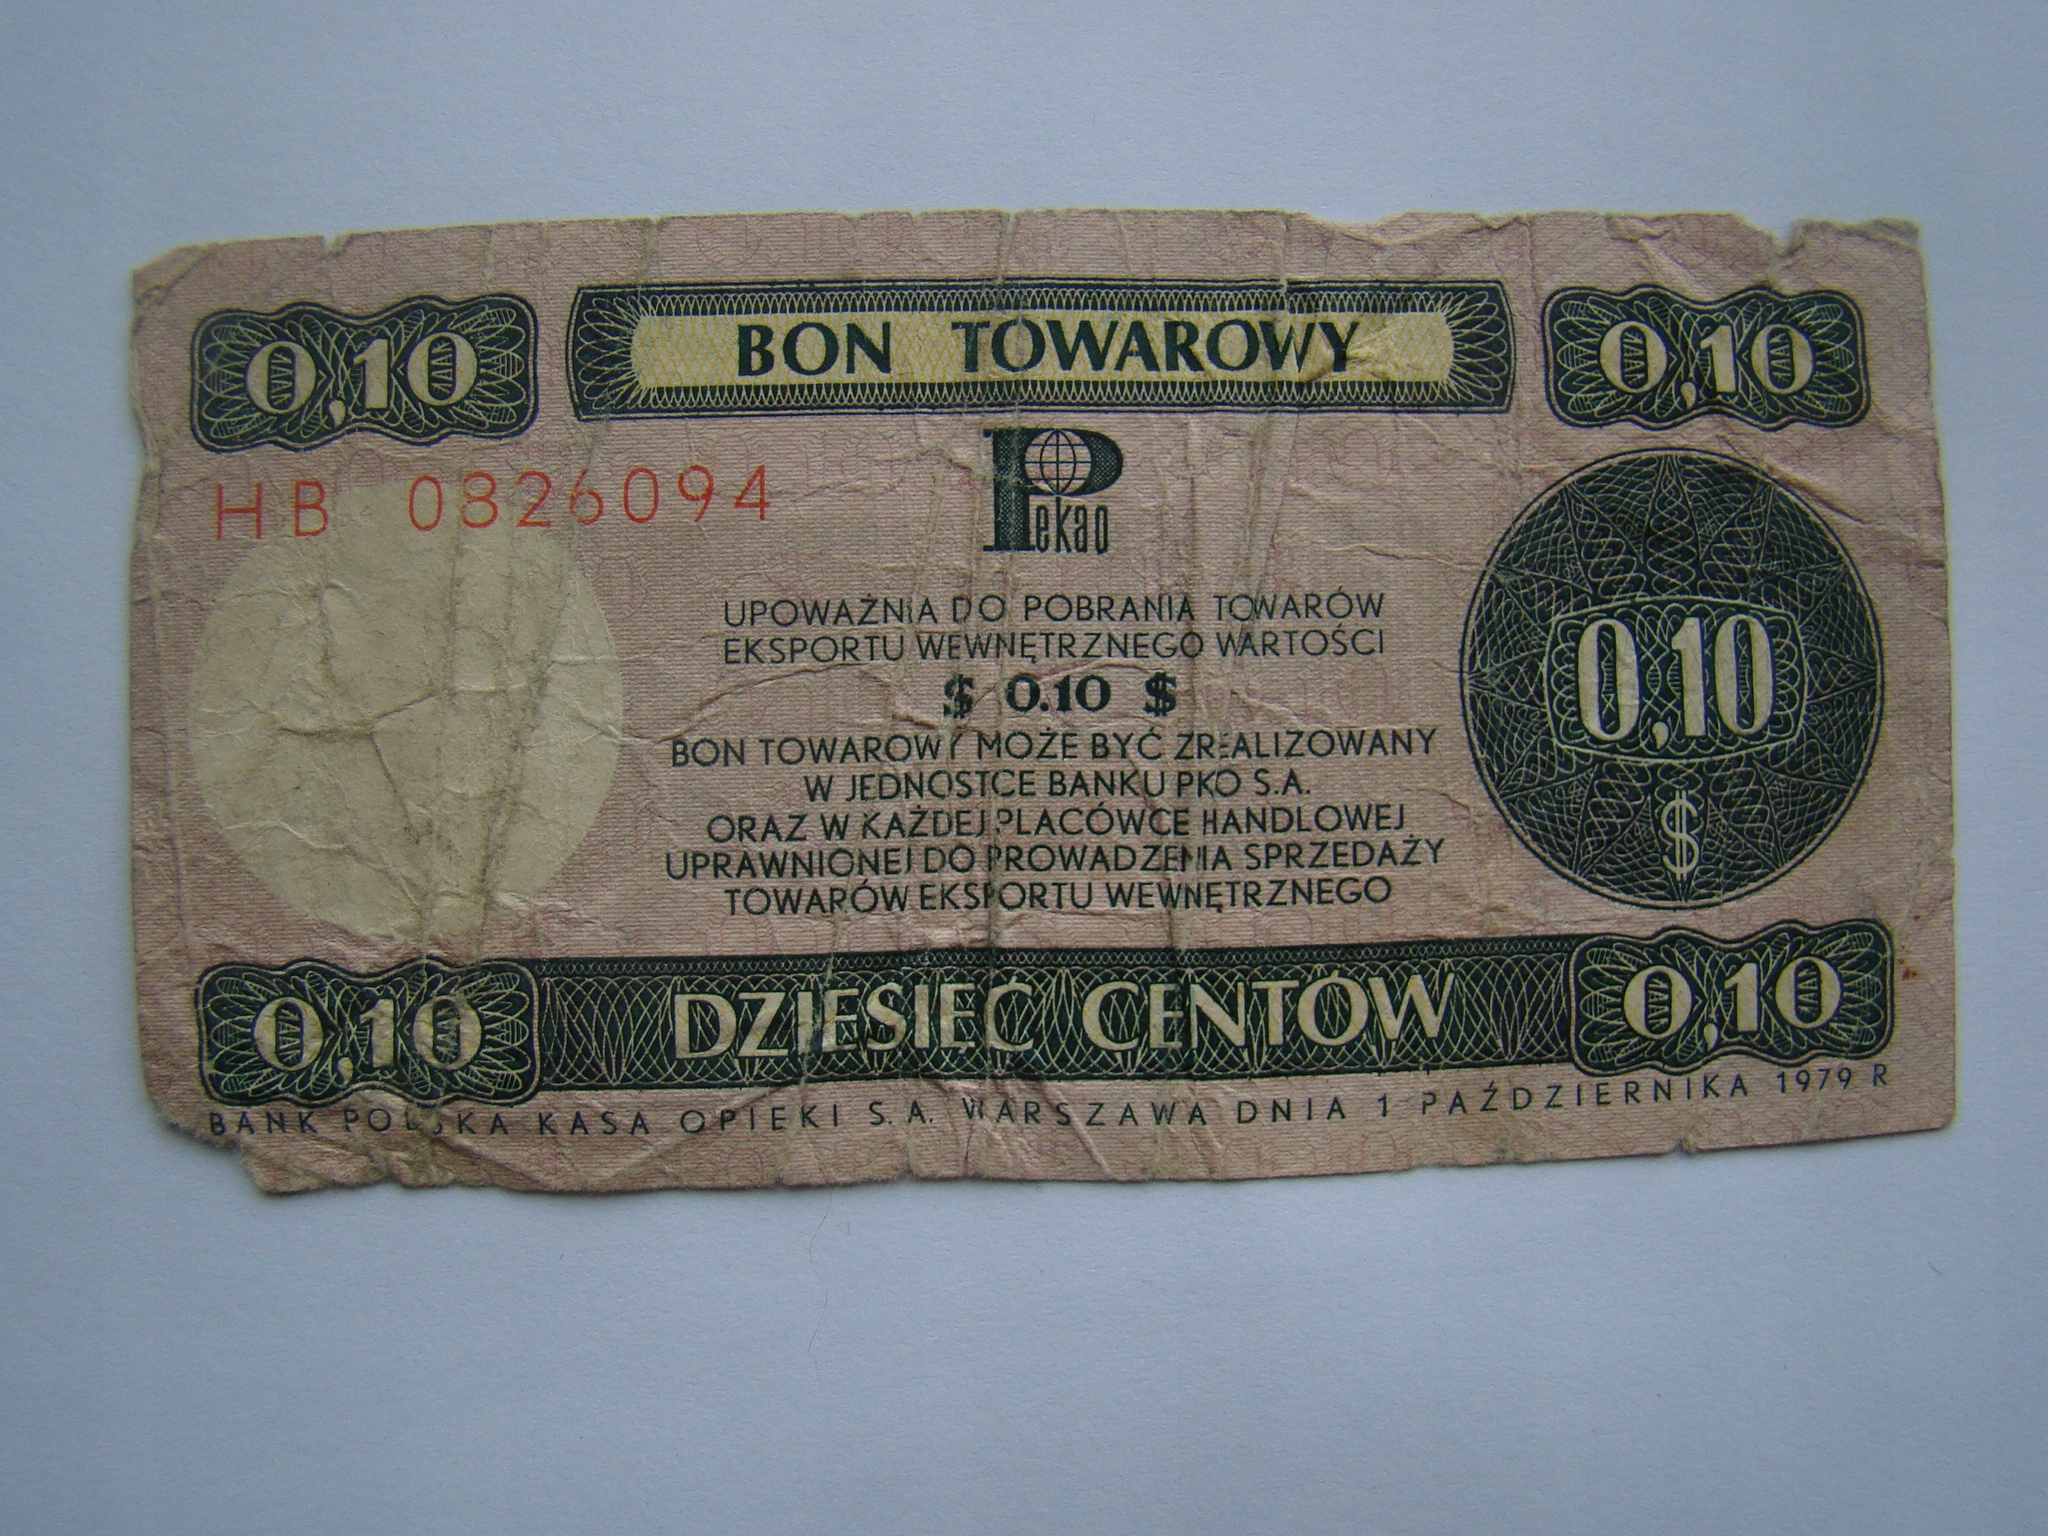 0,10 BON TOWAROWY 0,10
HB 0826094
Pekao
UPOWAŻNIA DO POBRANIA TOWARÓW
EKSPORTU WEWNĘTRZNEGO WARTOŚCI
$ 0.10 $
0,10
$
BON TOWAROWY MOŻE BYĆ ZREALIZOWANY
W JEDNOSTCE BANKU PKO S.A.
ORAZ W KAŻDEJ PLACÓWCE HANDLOWEJ
UPRAWNIONEJ DO PROWADZENIA SPRZEDAŻY
TOWARÓW EKSPORTU WEWNĘTRZNEGO
0,10 DZIESIĘĆ CENTÓW 0,10
BANK POLSKA KASA OPIEKI S.A. WARSZAWA DNIA 1 PAŹDZIERNIKA 1979 R